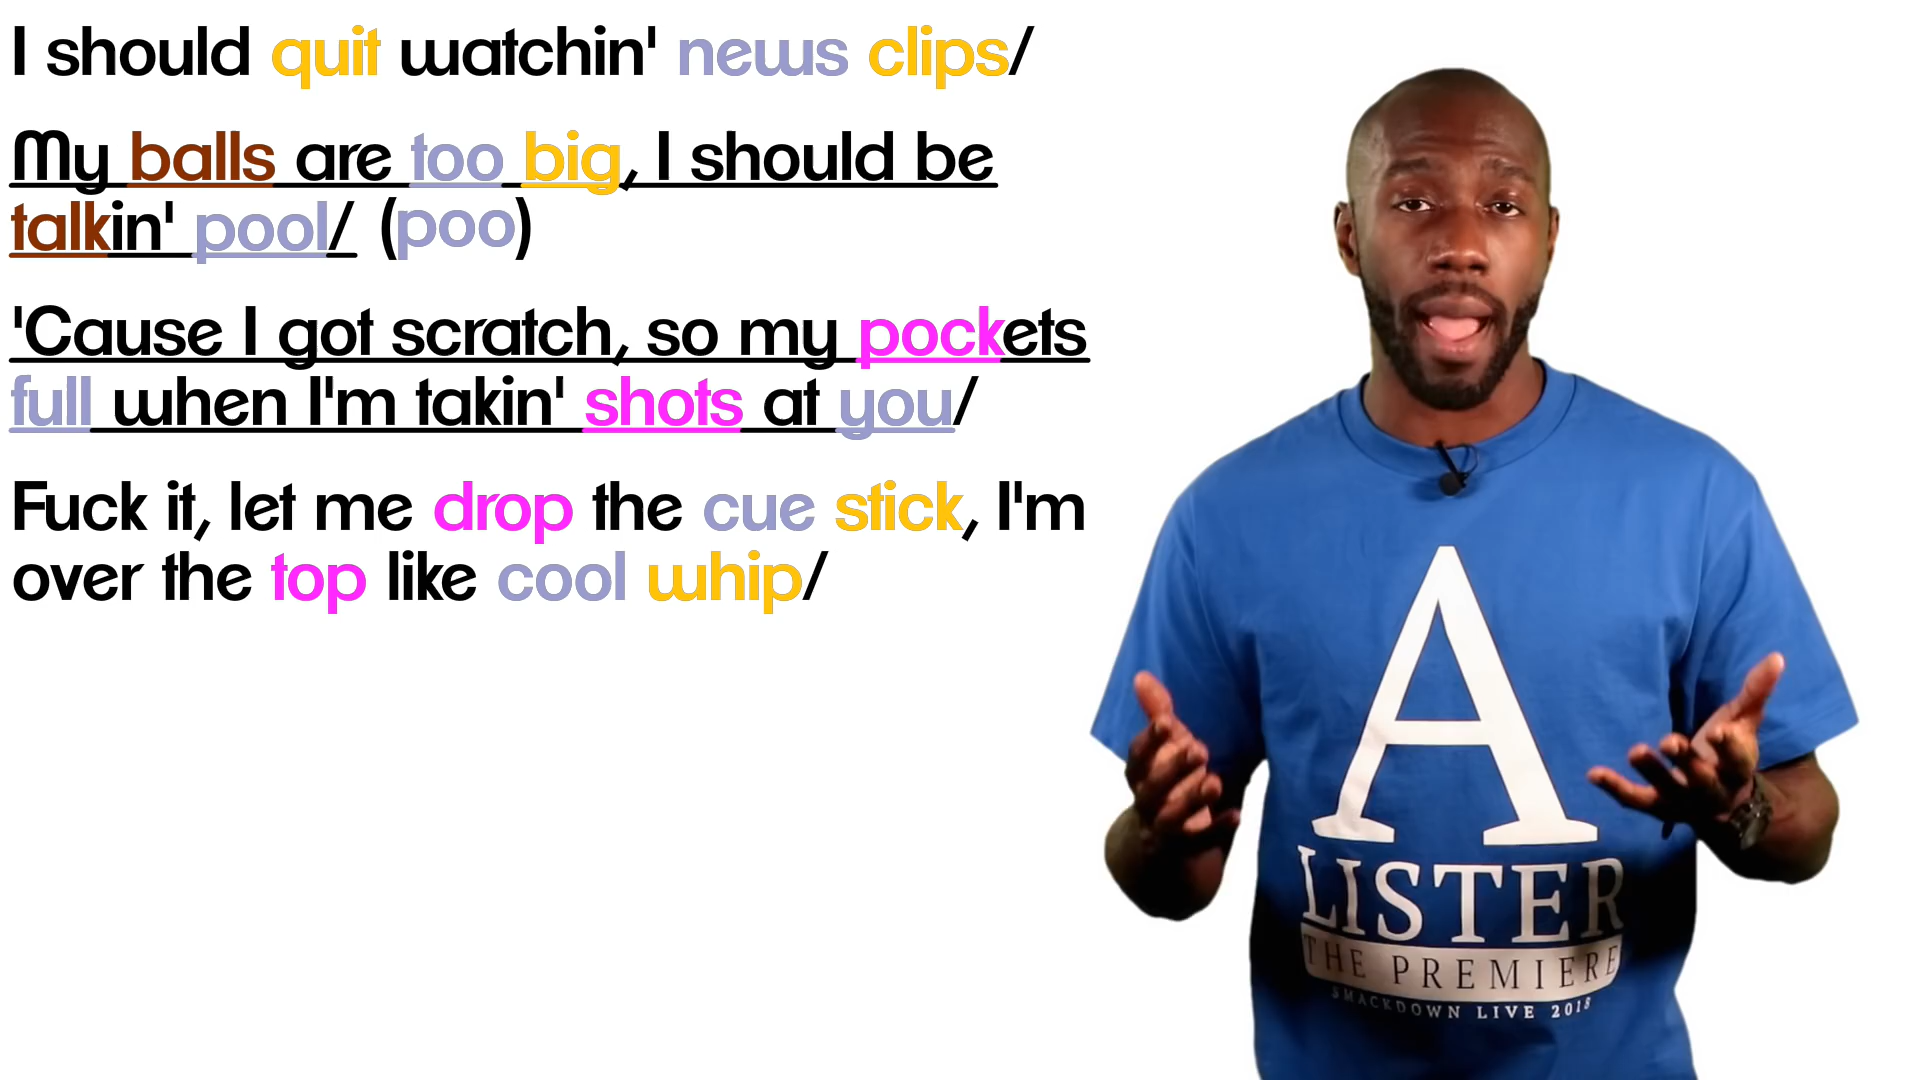 I should quit watchin' news clips/
My balls are too big, I should be
talkin' pool/ (poo)
'Cause I got scratch, so my pockets
full when I'm takin' shots at you/
Fuck it, let me drop the cue stick, I'm
over the top like cool whip/
A
LISTER
THE PREMIERE
SMACKDOWN LIVE 2018